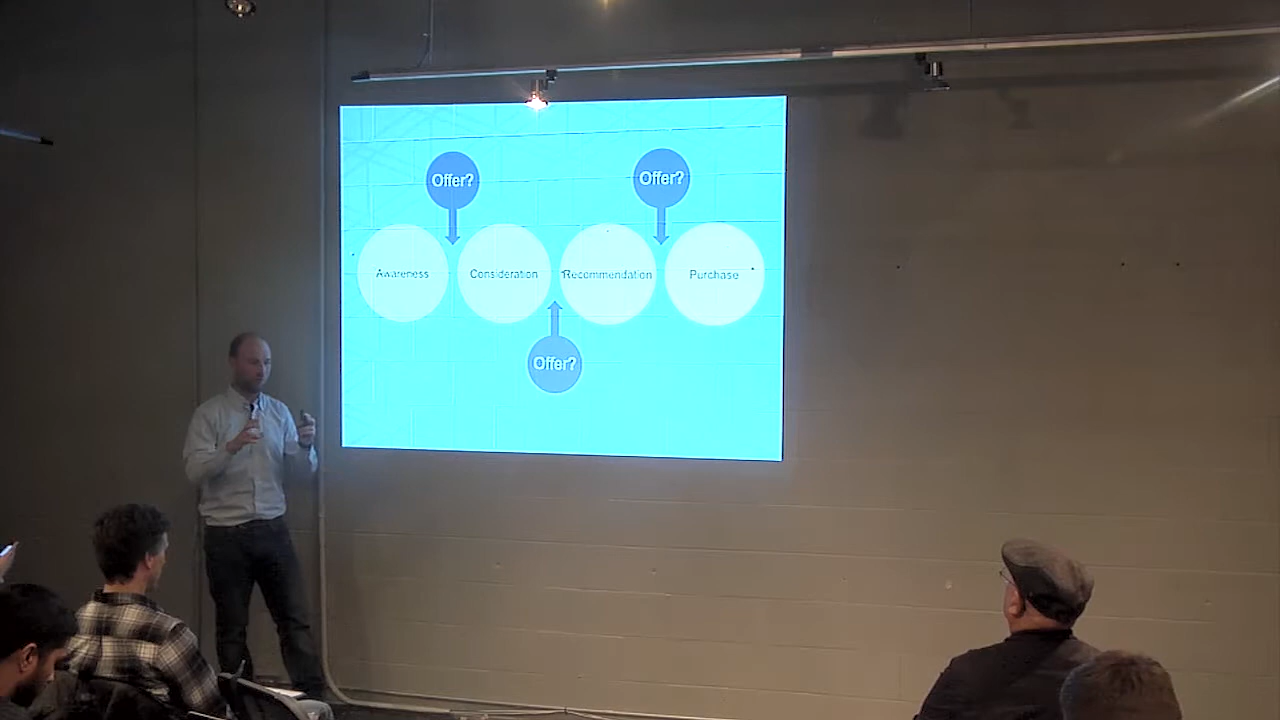 Offer?
Offer?
Awareness
Consideration
Recommendation
Purchase
Offer?